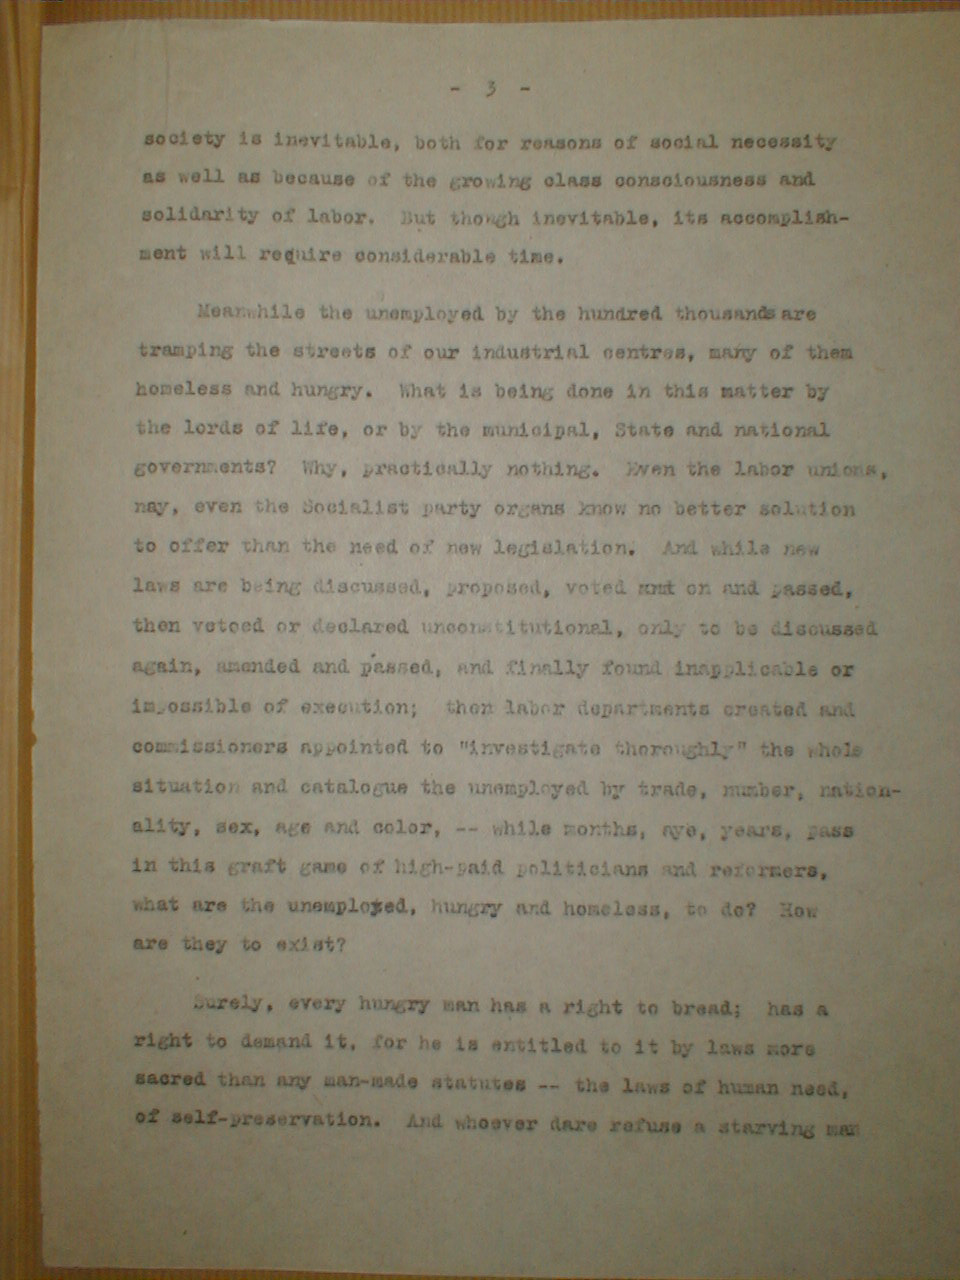 - 3 -
society is inevitable, both for reasons of social necessity
as well as because of the growing class consciousness and
solidarity of labor. But though inevitable, its accomplish-
ment will require considerable time.
Meanwhile the unemployed by the hundred thousands are
tramping the streets of our industrial centres, many of them
homeless and hungry. What is being done in this matter by
the lords of life, or by the municipal, State and national
governments? Why, practically nothing. Even the labor unions,
nay, even the Socialist party organs know no better solution
to offer than the need of new legislation. And while new
laws are being discussed, proposed, voted on and passed,
then vetoed or declared unconstitutional, only to be discussed
again, amended and passed, and finally found inapplicable or
impossible of execution; then labor departments created and
commissioners appointed to "investigate thoroughly" the whole
situation and catalogue the unemployed by trade, number, nation-
ality, sex, age and color, -- while months, aye, years, pass
in this graft game of high-paid politicians and reformers,
what are the unemployed, hungry and homeless, to do? How
are they to exist?
Surely, every hungry man has a right to bread; has a
right to demand it, for he is entitled to it by laws more
sacred than any man-made statutes -- the laws of human need,
of self-preservation. And whoever dare refuse a starving man